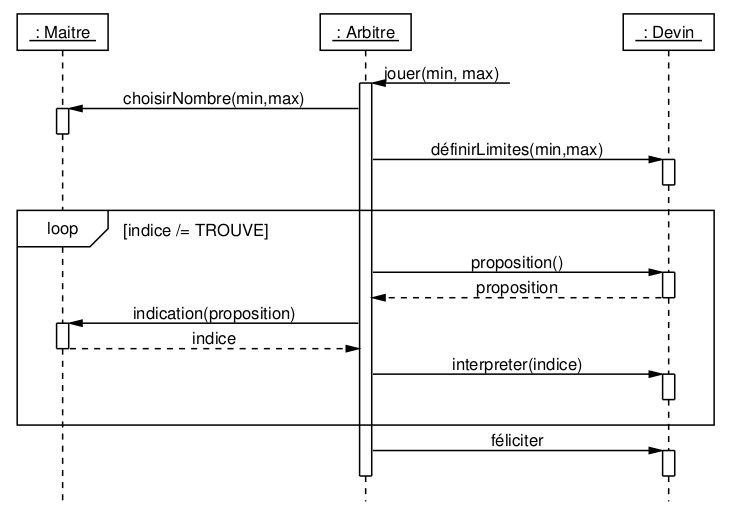 : Maitre
: Arbitre
: Devin
jouer(min, max)
choisirNombre(min,max)
définirLimites(min,max)
loop
[indice /= TROUVE]
proposition()
proposition
indication(proposition)
indice
interpreter(indice)
féliciter